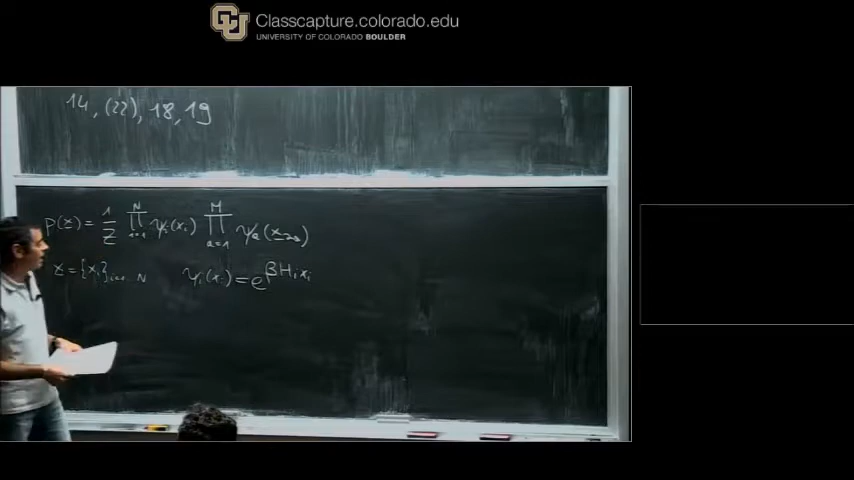 CU Classcapture.colorado.edu
UNIVERSITY OF COLORADO BOULDER
14, (22), 18, 19
P(x) = 1/Z ∏_{i=1}^{N} ψ_i(x_i) ∏_{a=1}^{M} ψ_a(x_{∂a})
x = {x_i}_{i=1...N} ψ_i(x_i) = e^{βH_i x_i}